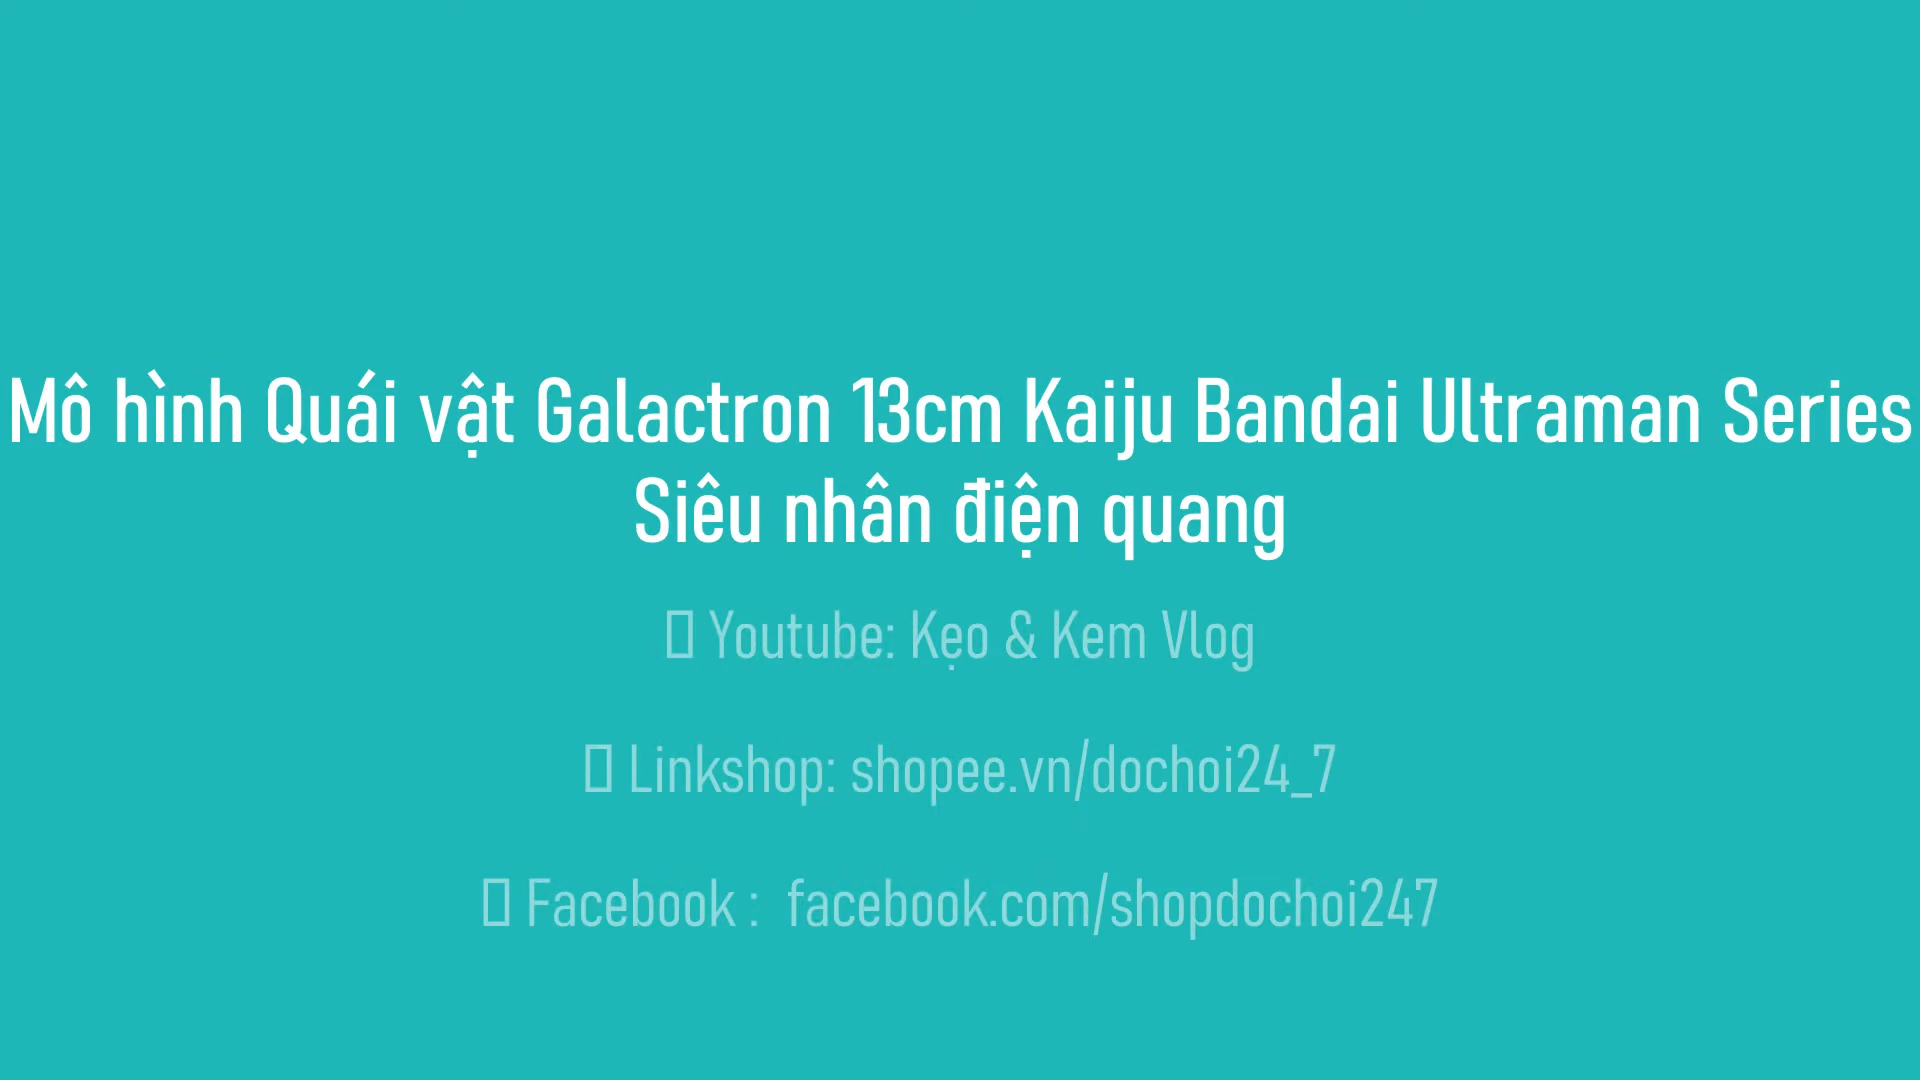 Mô hình Quái vật Galactron 13cm Kaiju Bandai Ultraman Series
Siêu nhân điện quang
Youtube: Kẹo & Kem Vlog
Linkshop: shopee.vn/dochoi24_7
Facebook : facebook.com/shopdochoi247